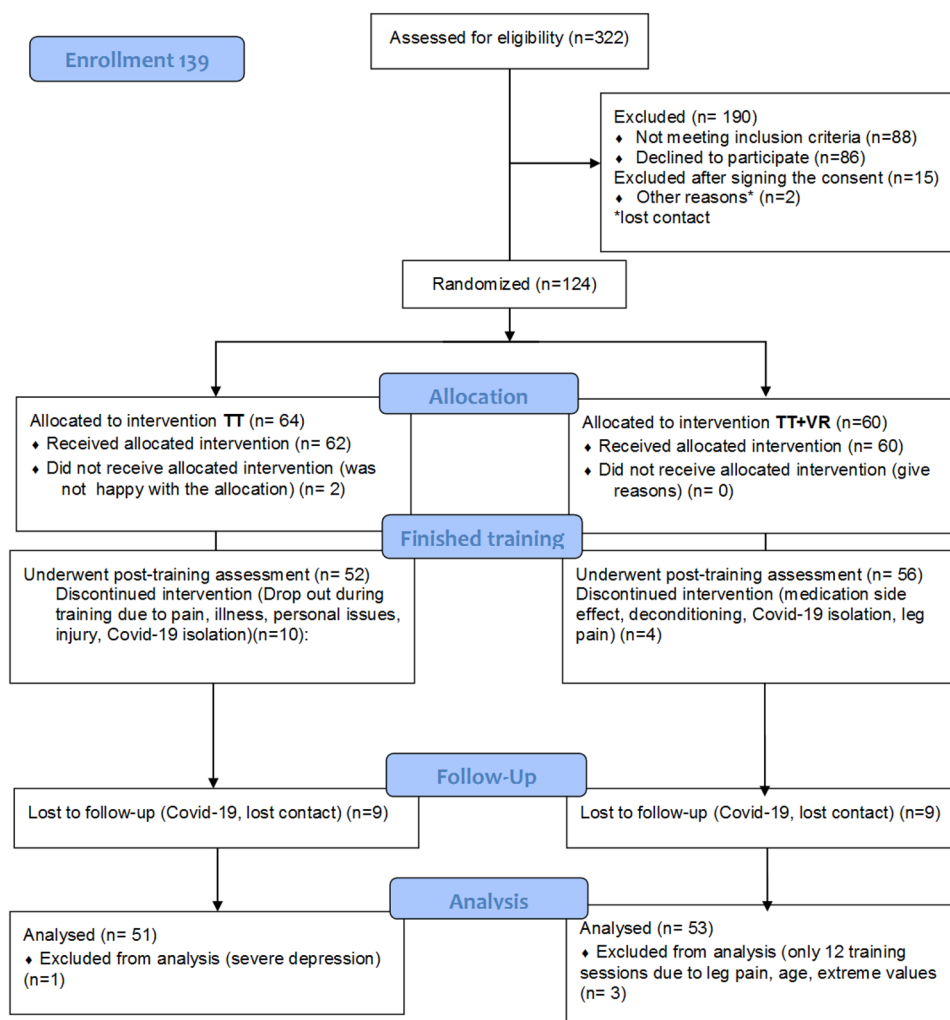 Assessed for eligibility (n=322)
Enrollment 139
Excluded (n= 190)
♦ Not meeting inclusion criteria (n=88)
♦ Declined to participate (n=86)
Excluded after signing the consent (n=15)
♦ Other reasons* (n=2)
*lost contact
Randomized (n=124)
Allocation
Allocated to intervention TT (n= 64)
♦ Received allocated intervention (n= 62)
♦ Did not receive allocated intervention (was
not happy with the allocation) (n= 2)
Allocated to intervention TT+VR (n=60)
♦ Received allocated intervention (n= 60)
♦ Did not receive allocated intervention (give
reasons) (n= 0)
Finished training
Underwent post-training assessment (n= 52)
Discontinued intervention (Drop out during
training due to pain, illness, personal issues,
injury, Covid-19 isolation)(n=10):
Underwent post-training assessment (n= 56)
Discontinued intervention (medication side
effect, deconditioning, Covid-19 isolation, leg
pain) (n=4)
Follow-Up
Lost to follow-up (Covid-19, lost contact) (n=9)
Lost to follow-up (Covid-19, lost contact) (n=9)
Analysis
Analysed (n= 51)
♦ Excluded from analysis (severe depression)
(n=1)
Analysed (n= 53)
♦ Excluded from analysis (only 12 training
sessions due to leg pain, age, extreme values
(n= 3)